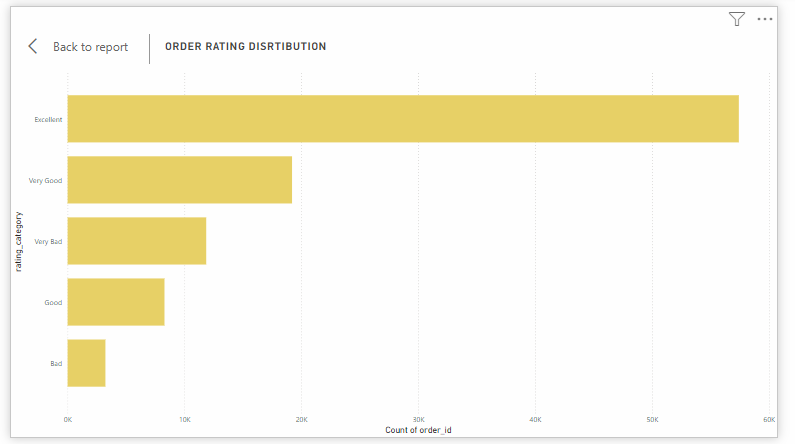 Back to report
ORDER RATING DISRTIBUTION
rating_category
Excellent
Very Good
Very Bad
Good
Bad
0K 10K 20K 30K 40K 50K 60K
Count of order_id